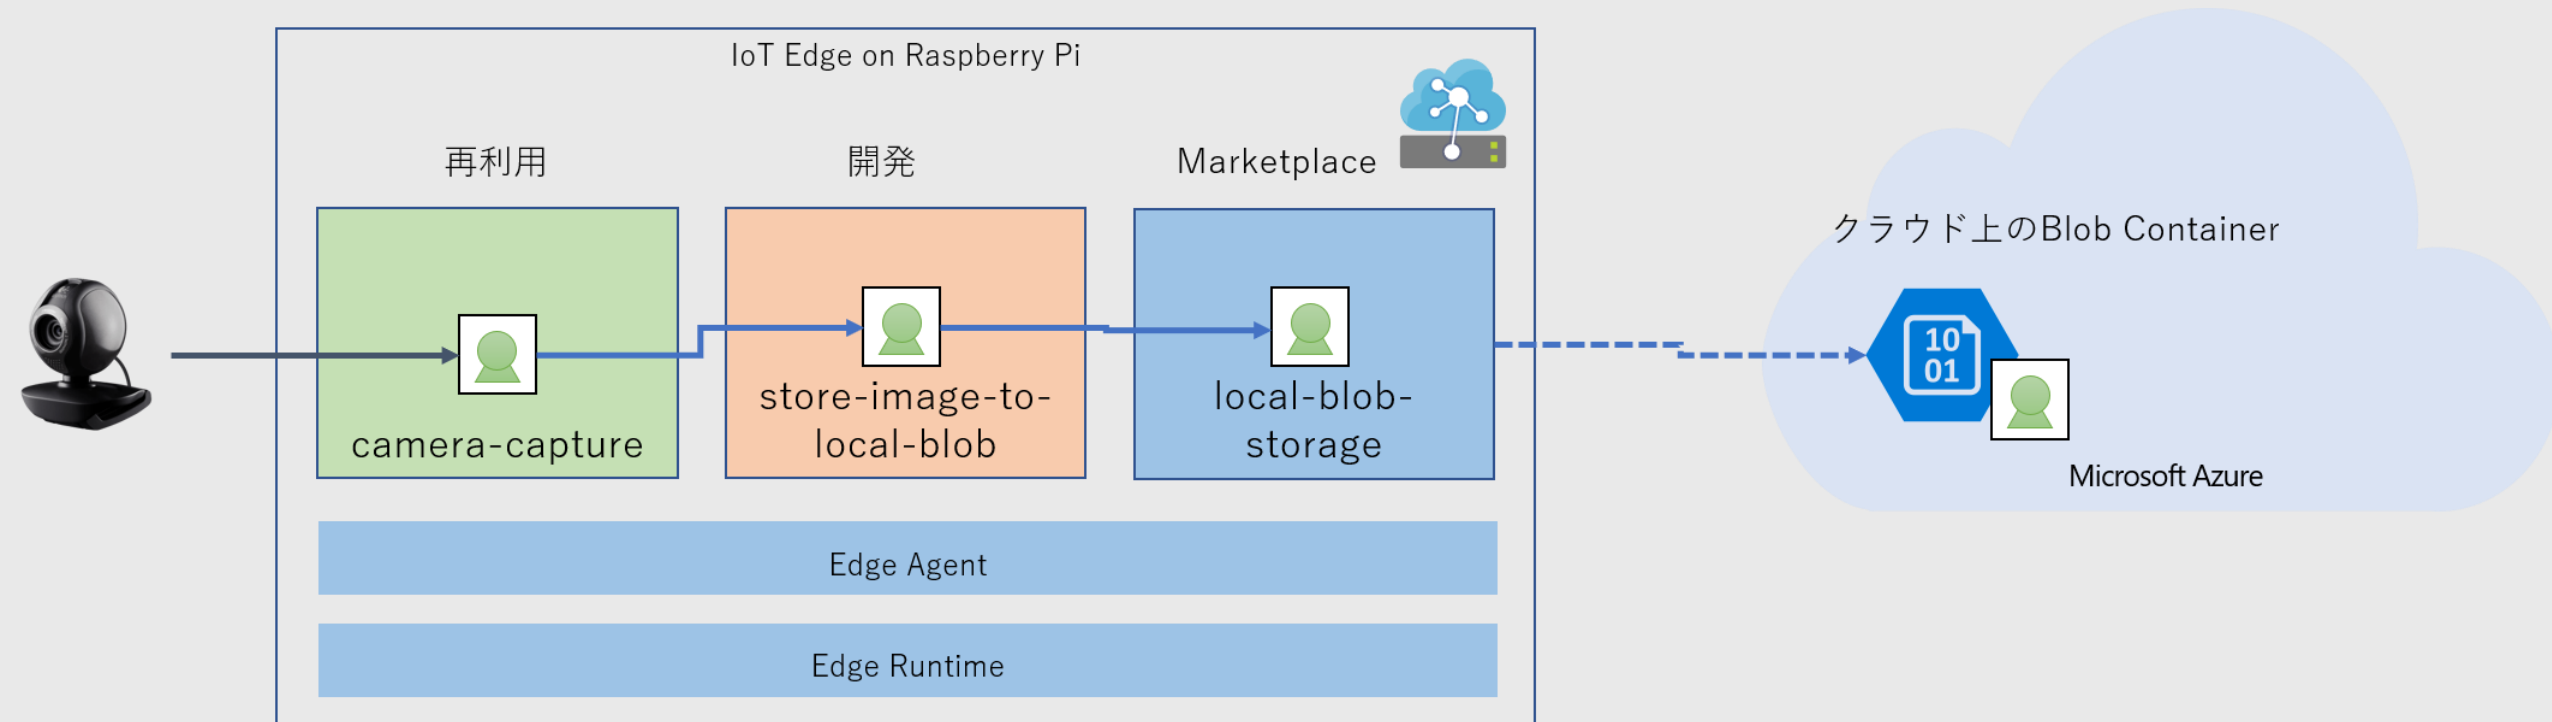 IoT Edge on Raspberry Pi
再利用
開発
Marketplace
camera-capture
store-image-to-
local-blob
local-blob-
storage
クラウド上のBlob Container
10
01
Microsoft Azure
Edge Agent
Edge Runtime